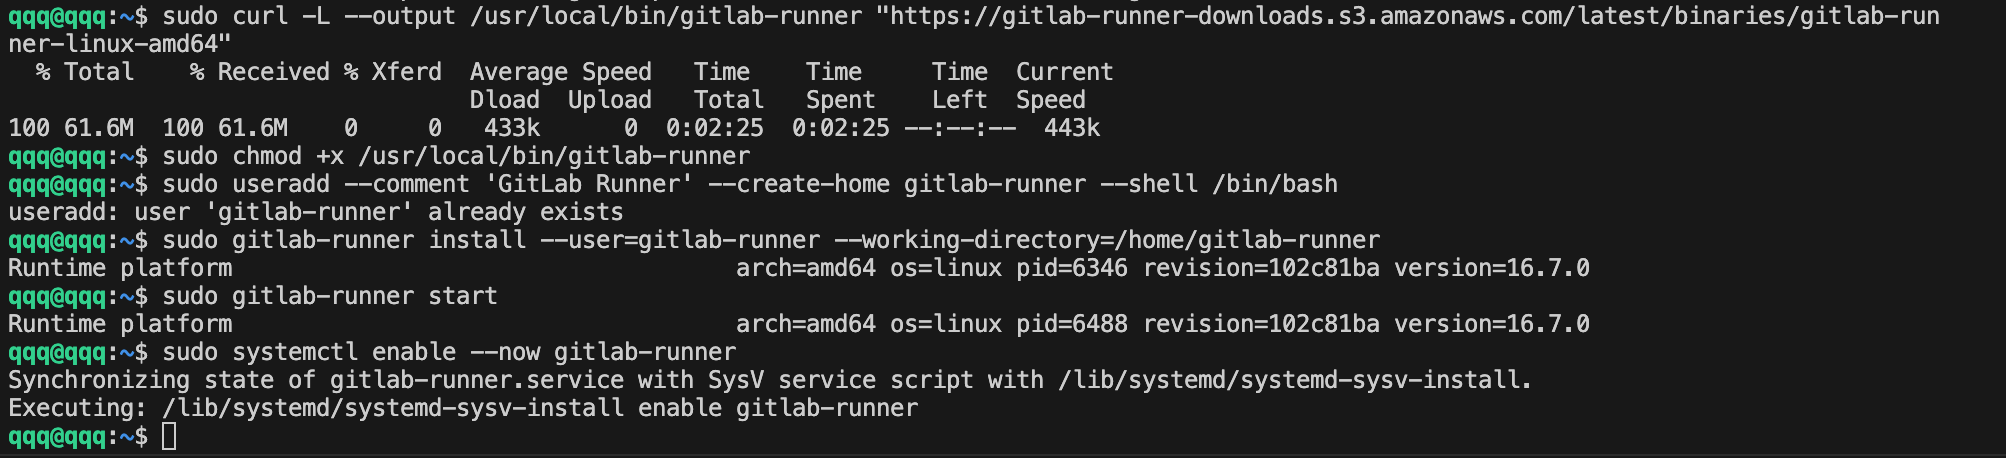 qqq@qqq:~$ sudo curl -L --output /usr/local/bin/gitlab-runner "https://gitlab-runner-downloads.s3.amazonaws.com/latest/binaries/gitlab-run
ner-linux-amd64"
  % Total    % Received % Xferd  Average Speed   Time    Time     Time  Current
                                 Dload  Upload   Total   Spent    Left  Speed
100 61.6M  100 61.6M    0     0   433k      0  0:02:25  0:02:25 --:--:--  443k
qqq@qqq:~$ sudo chmod +x /usr/local/bin/gitlab-runner
qqq@qqq:~$ sudo useradd --comment 'GitLab Runner' --create-home gitlab-runner --shell /bin/bash
useradd: user 'gitlab-runner' already exists
qqq@qqq:~$ sudo gitlab-runner install --user=gitlab-runner --working-directory=/home/gitlab-runner
Runtime platform                                    arch=amd64 os=linux pid=6346 revision=102c81ba version=16.7.0
qqq@qqq:~$ sudo gitlab-runner start
Runtime platform                                    arch=amd64 os=linux pid=6488 revision=102c81ba version=16.7.0
qqq@qqq:~$ sudo systemctl enable --now gitlab-runner
Synchronizing state of gitlab-runner.service with SysV service script with /lib/systemd/systemd-sysv-install.
Executing: /lib/systemd/systemd-sysv-install enable gitlab-runner
qqq@qqq:~$